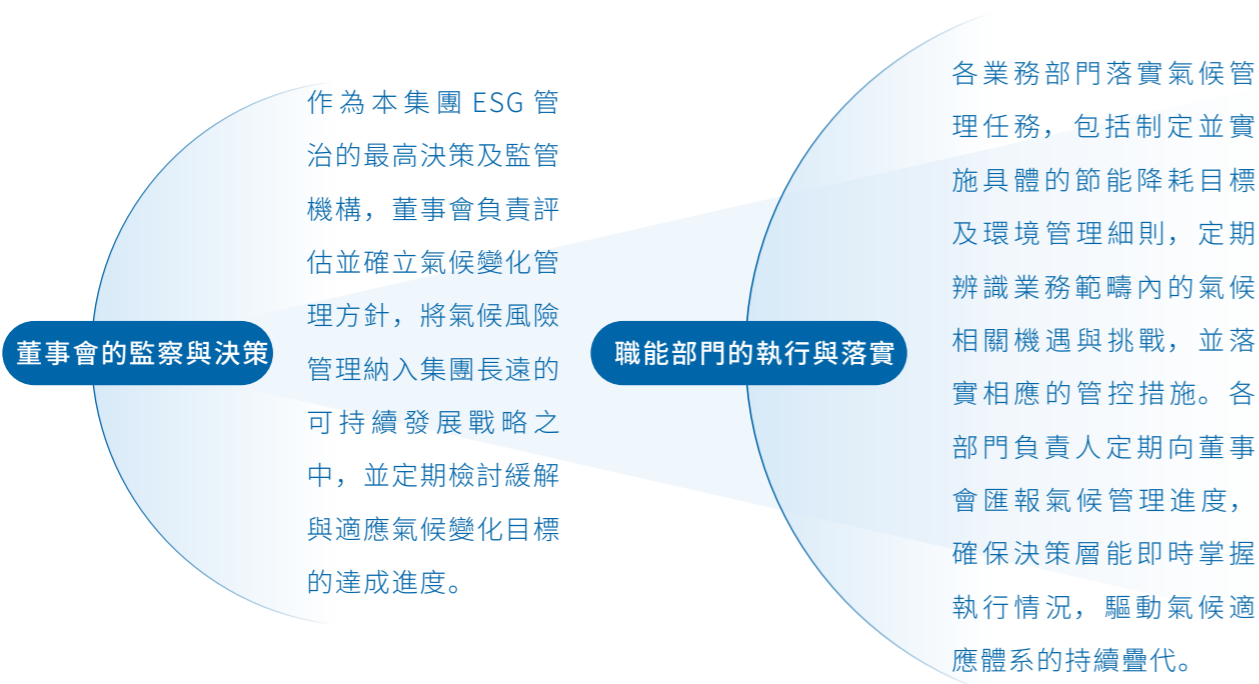 董事會的監察與決策
作為本集團 ESG 管
治的最高決策及監管
機構，董事會負責評
估並確立氣候變化管
理方針，將氣候風險
管理納入集團長遠的
可持續發展戰略之
中，並定期檢討緩解
與適應氣候變化目標
的達成進度。
職能部門的執行與落實
各業務部門落實氣候管
理任務，包括制定並實
施具體的節能降耗目標
及環境管理細則，定期
辨識業務範疇內的氣候
相關機遇與挑戰，並落
實相應的管控措施。各
部門負責人定期向董事
會匯報氣候管理進度，
確保決策層能即時掌握
執行情況，驅動氣候適
應體系的持續疊代。